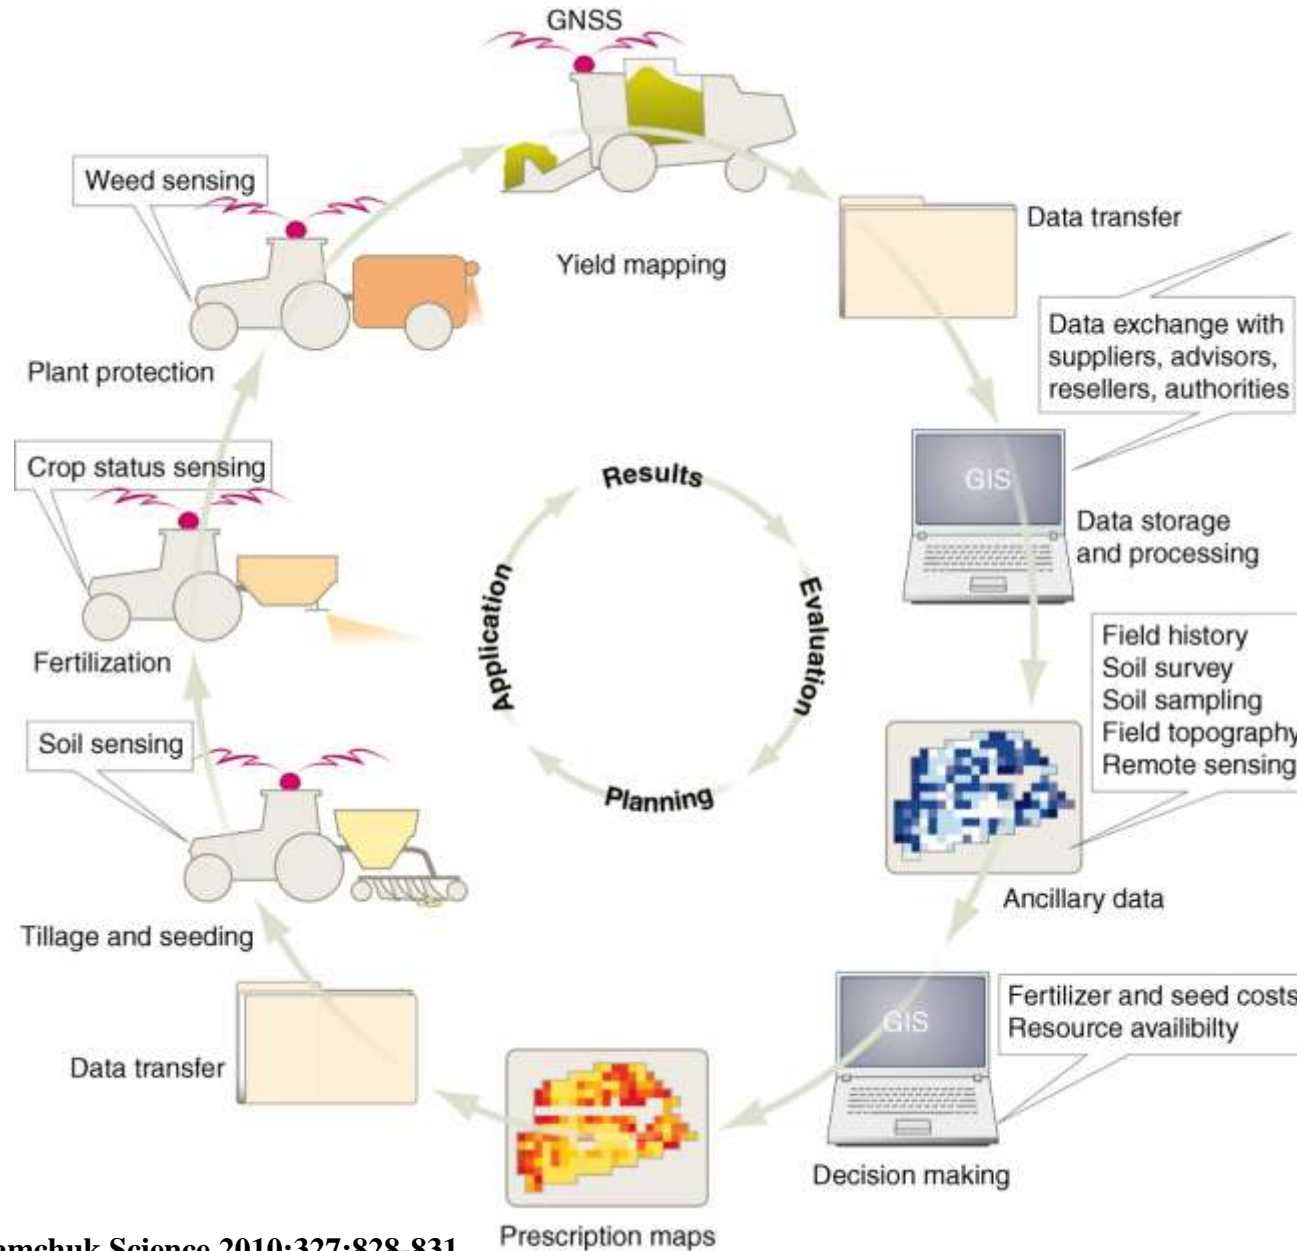 GNSS
Yield mapping
Data transfer
Data exchange with
suppliers, advisors,
resellers, authorities
GIS
Data storage
and processing
Field history
Soil survey
Soil sampling
Field topography
Remote sensing
Ancillary data
Fertilizer and seed costs
Resource availibilty
GIS
Decision making
Prescription maps
Data transfer
Soil sensing
Tillage and seeding
Crop status sensing
Fertilization
Weed sensing
Plant protection
Results
Evaluation
Planning
Application
Science 2010;327:828-831